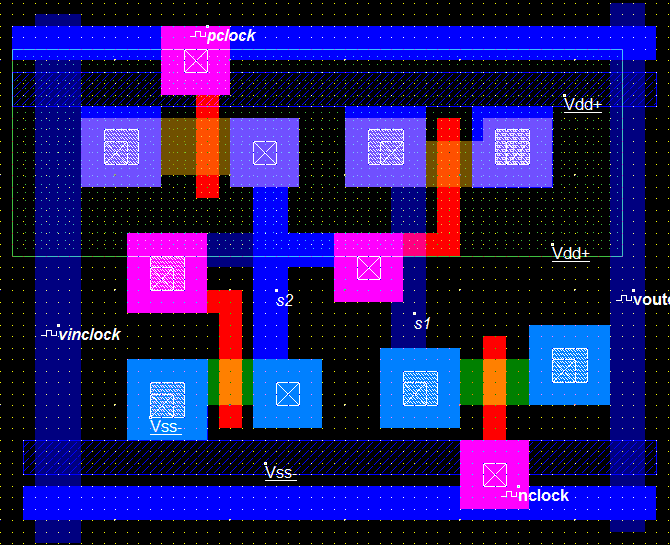 pclock
Vdd+
Vdd+
s2
voute
s1
vinclock
Vss-
Vss-
nclock